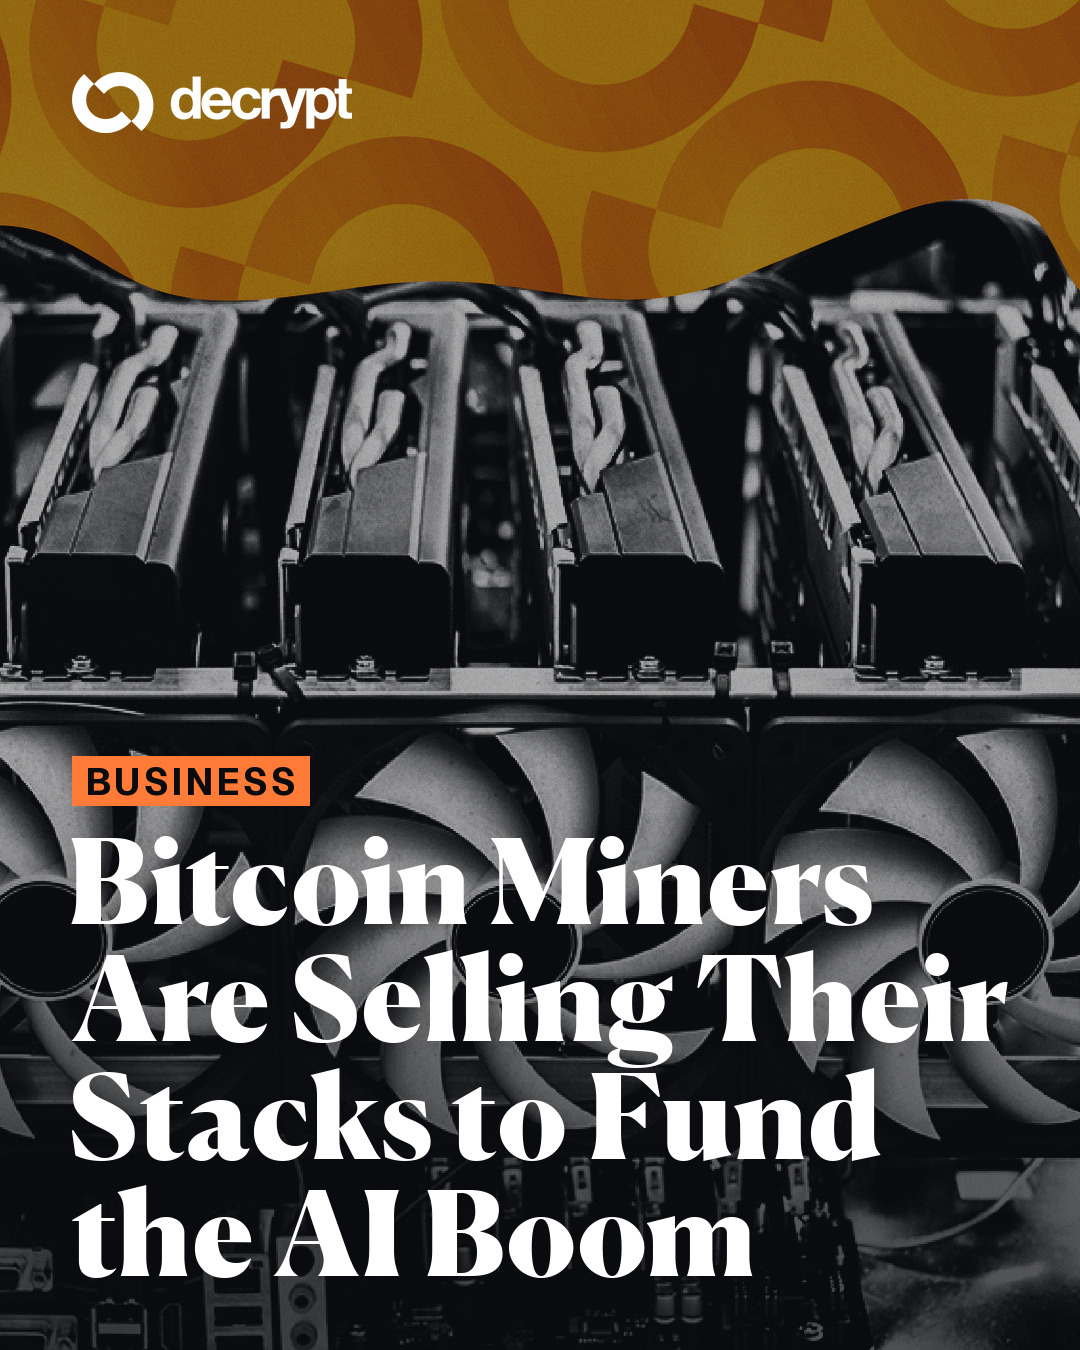 decrypt
BUSINESS
Bitcoin Miners
Are Selling Their
Stacks to Fund
the AI Boom